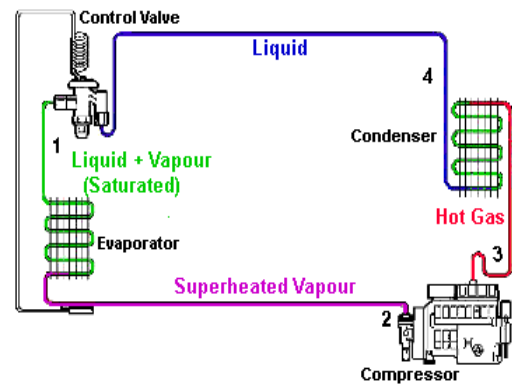 Control Valve
Liquid
4
Condenser
1
Liquid + Vapour
(Saturated)
Hot Gas
Evaporator
3
Superheated Vapour
2
Compressor